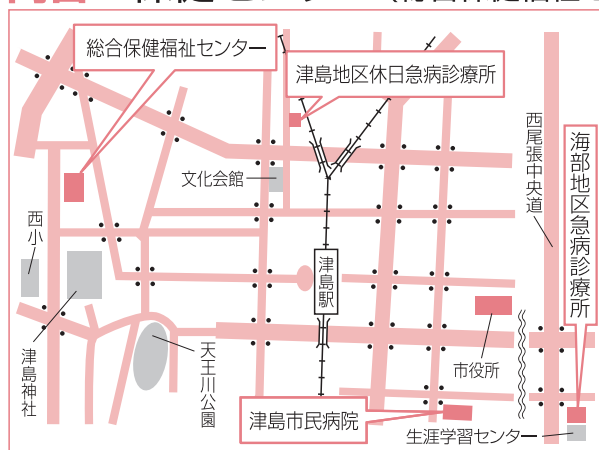 総合保健福祉センター
津島地区休日急病診療所
西尾張中央道
海部地区急病診療所
文化会館
西小
津島駅
市役所
津島神社
天王川公園
津島市民病院
生涯学習センター